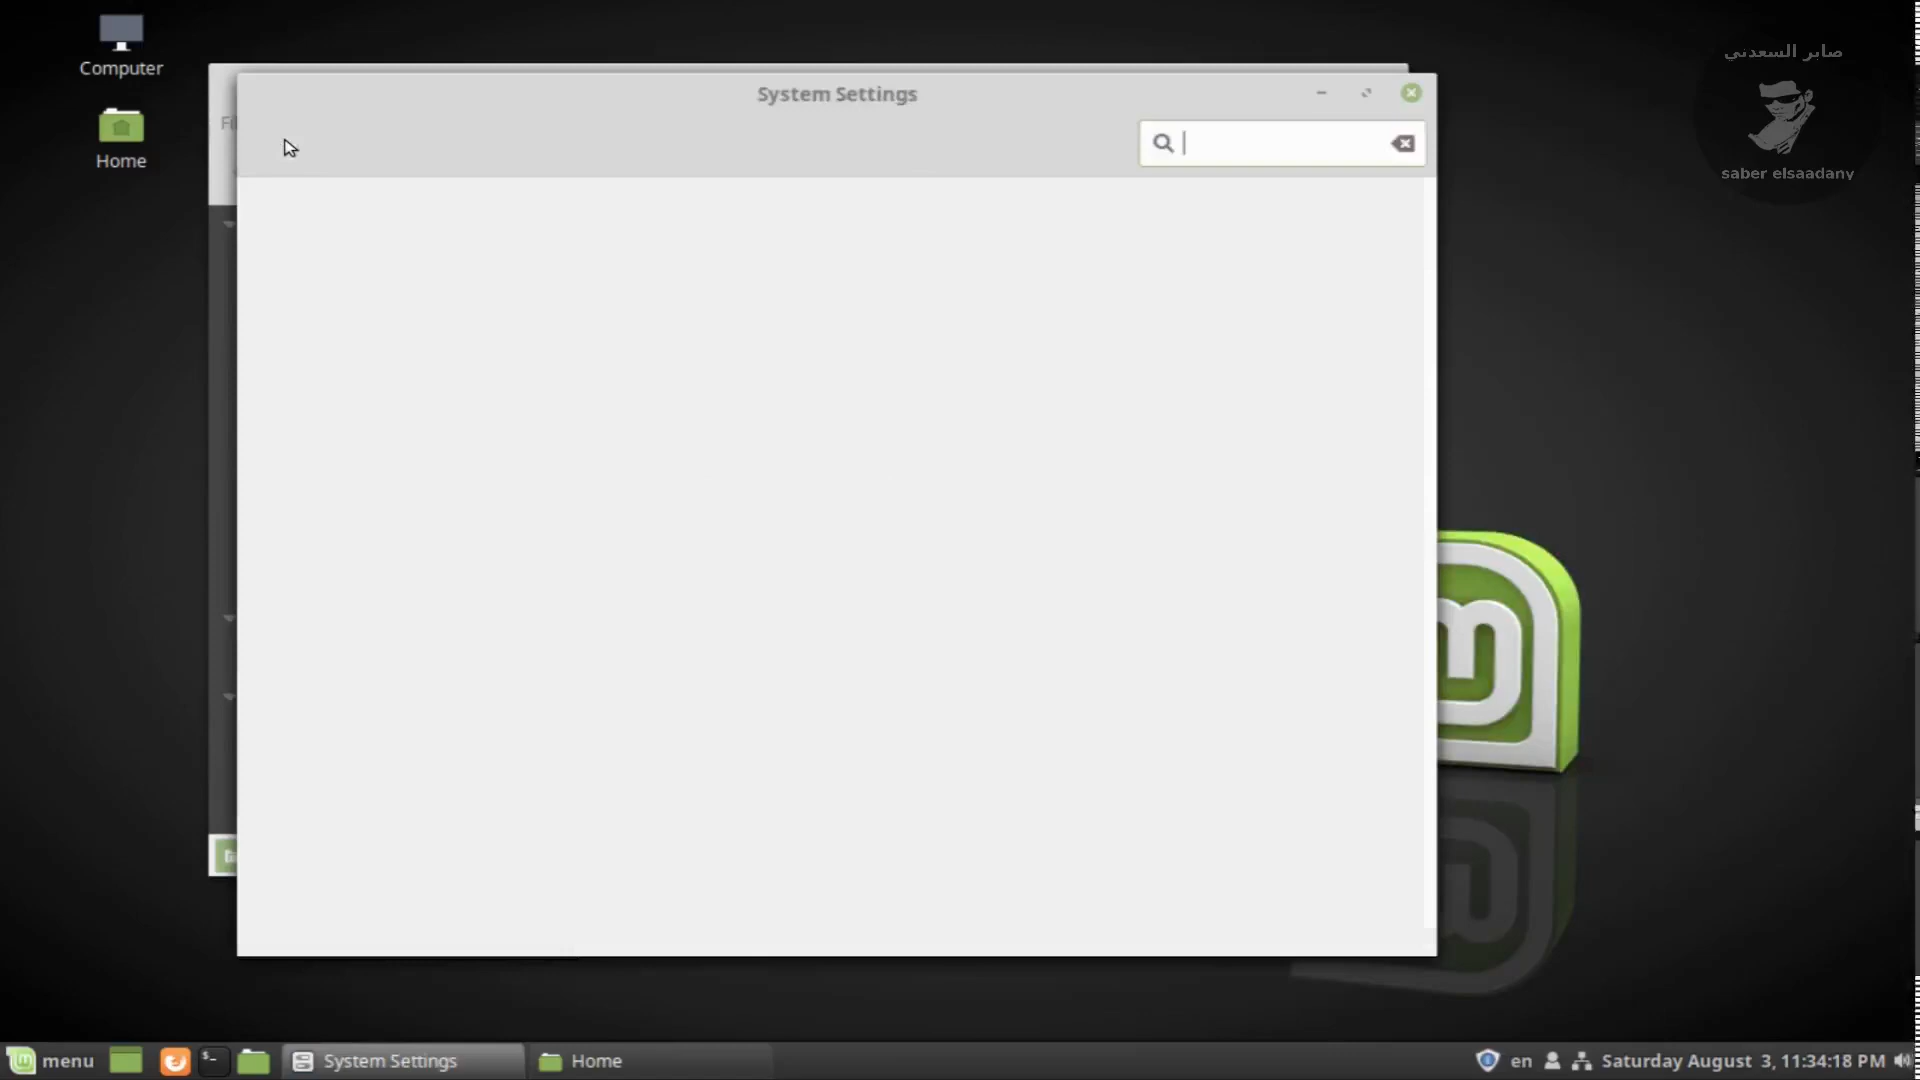 Computer
Home
System Settings
صابر السعدني
saber elsaadany
menu
System Settings
Home
en
Saturday August 3, 11:34:18 PM